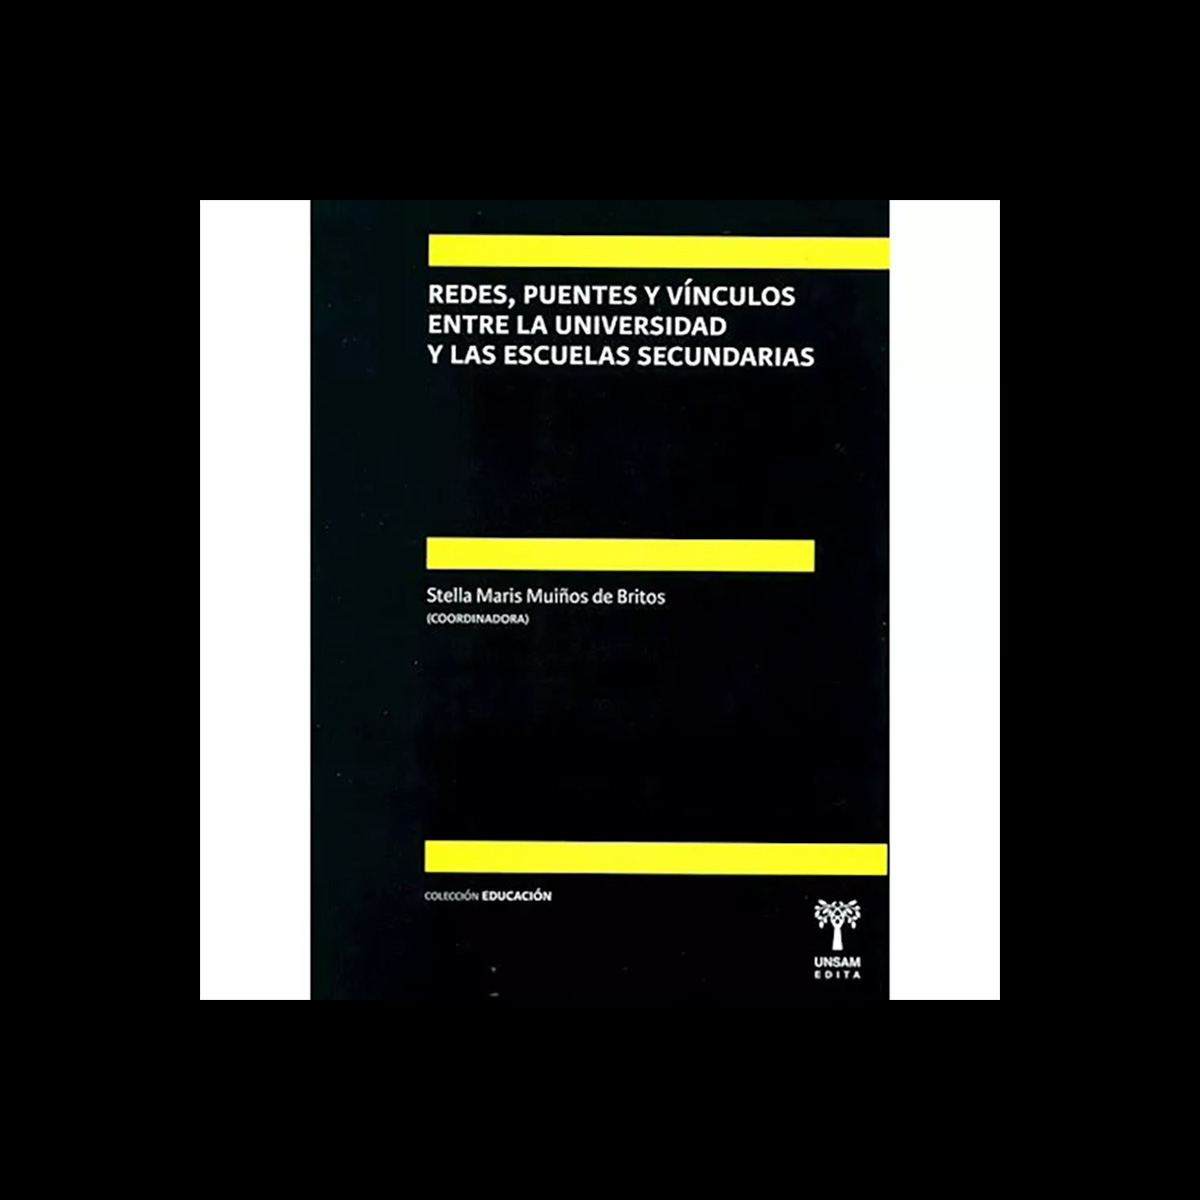 REDES, PUENTES Y VÍNCULOS
ENTRE LA UNIVERSIDAD
Y LAS ESCUELAS SECUNDARIAS
Stella Maris Muiños de Britos
(COORDINADORA)
COLECCIÓN EDUCACIÓN
UNSAM
EDITA